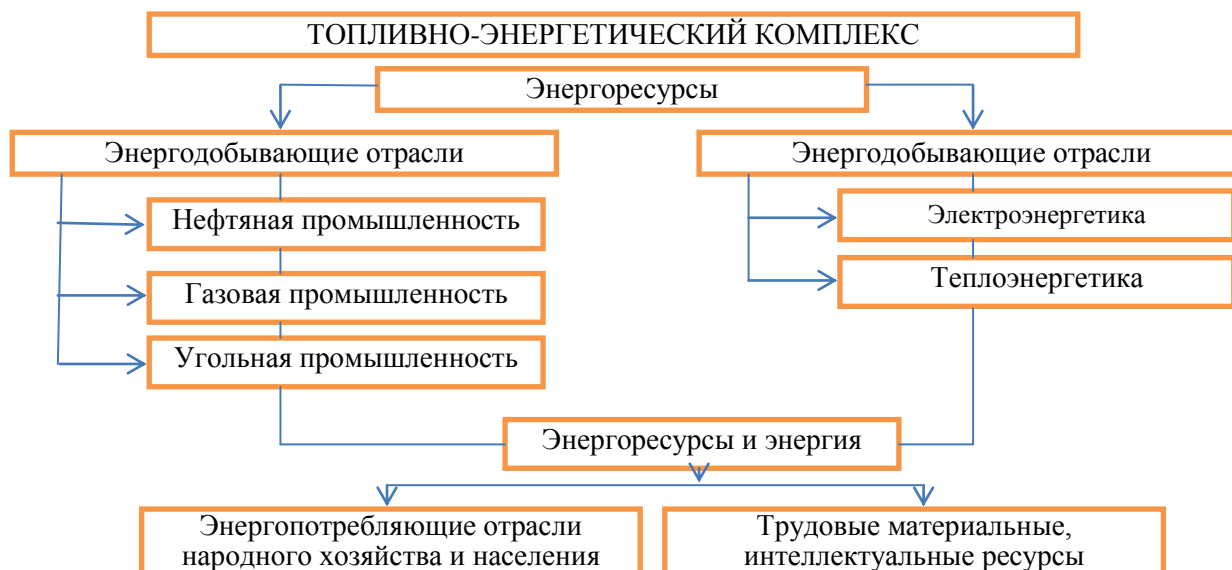 ТОПЛИВНО-ЭНЕРГЕТИЧЕСКИЙ КОМПЛЕКС
Энергоресурсы
Энергодобывающие отрасли
Энергодобывающие отрасли
Нефтяная промышленность
Электроэнергетика
Газовая промышленность
Теплоэнергетика
Угольная промышленность
Энергоресурсы и энергия
Энергопотребляющие отрасли
народного хозяйства и населения
Трудовые материальные,
интеллектуальные ресурсы